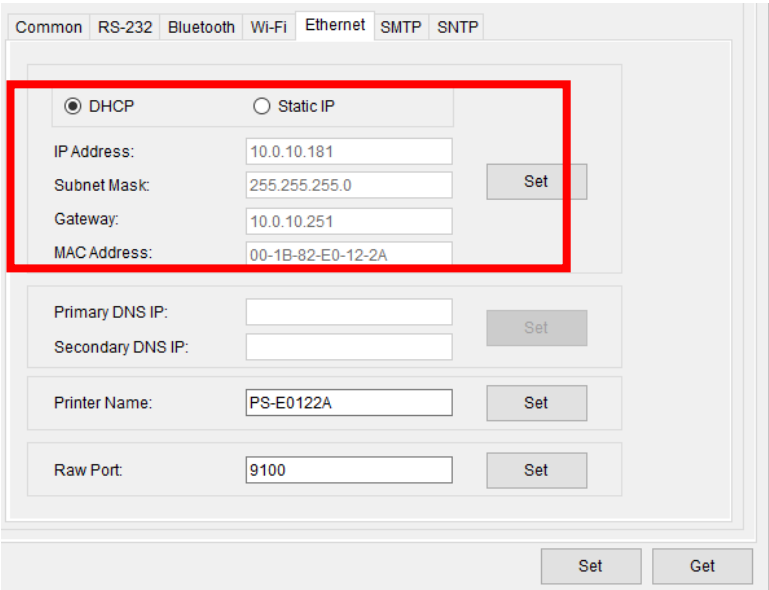 Common RS-232 Bluetooth Wi-Fi Ethernet SMTP SNTP
DHCP Static IP
IP Address: 10.0.10.181
Subnet Mask: 255.255.255.0 Set
Gateway: 10.0.10.251
MAC Address: 00-1B-82-E0-12-2A
Primary DNS IP:
Set
Secondary DNS IP:
Printer Name: PS-E0122A Set
Raw Port: 9100 Set
Set Get